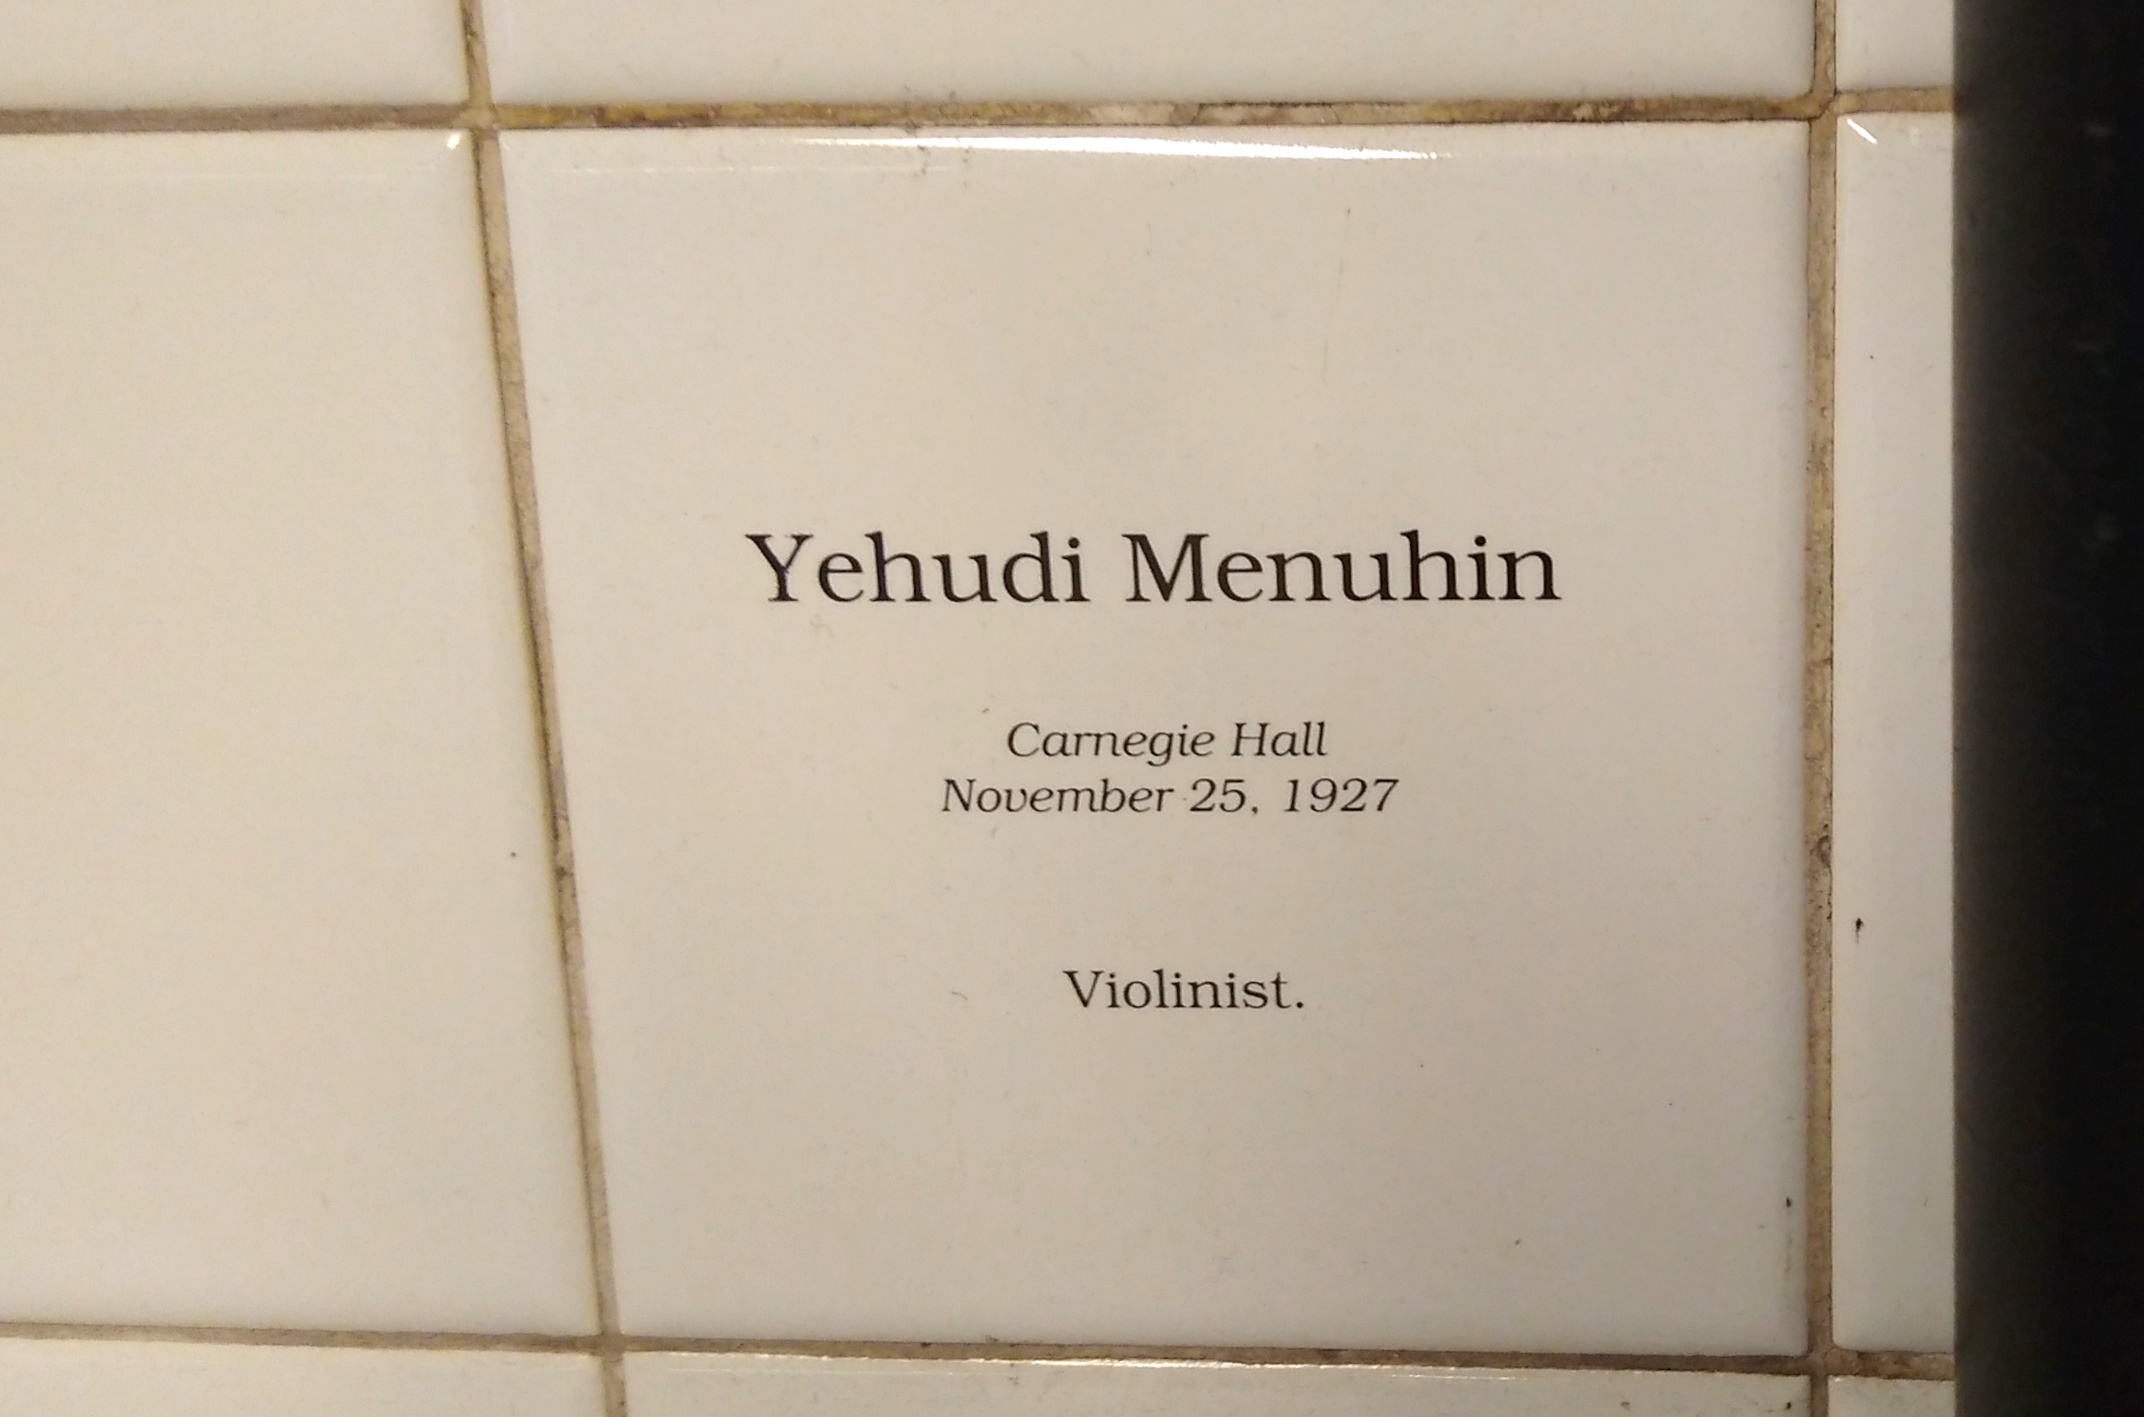 Yehudi Menuhin
Carnegie Hall
November 25, 1927
Violinist.